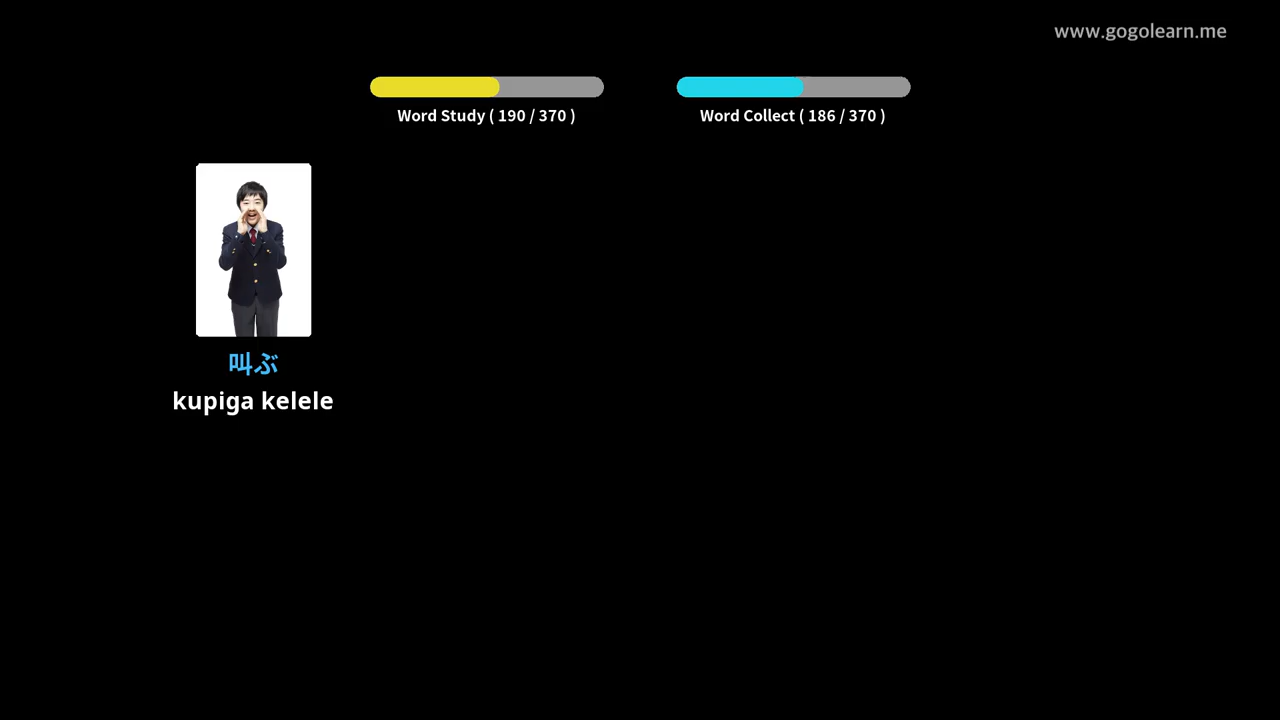 www.gogolearn.me
Word Study ( 190 / 370 )
Word Collect ( 186 / 370 )
叫ぶ
kupiga kelele